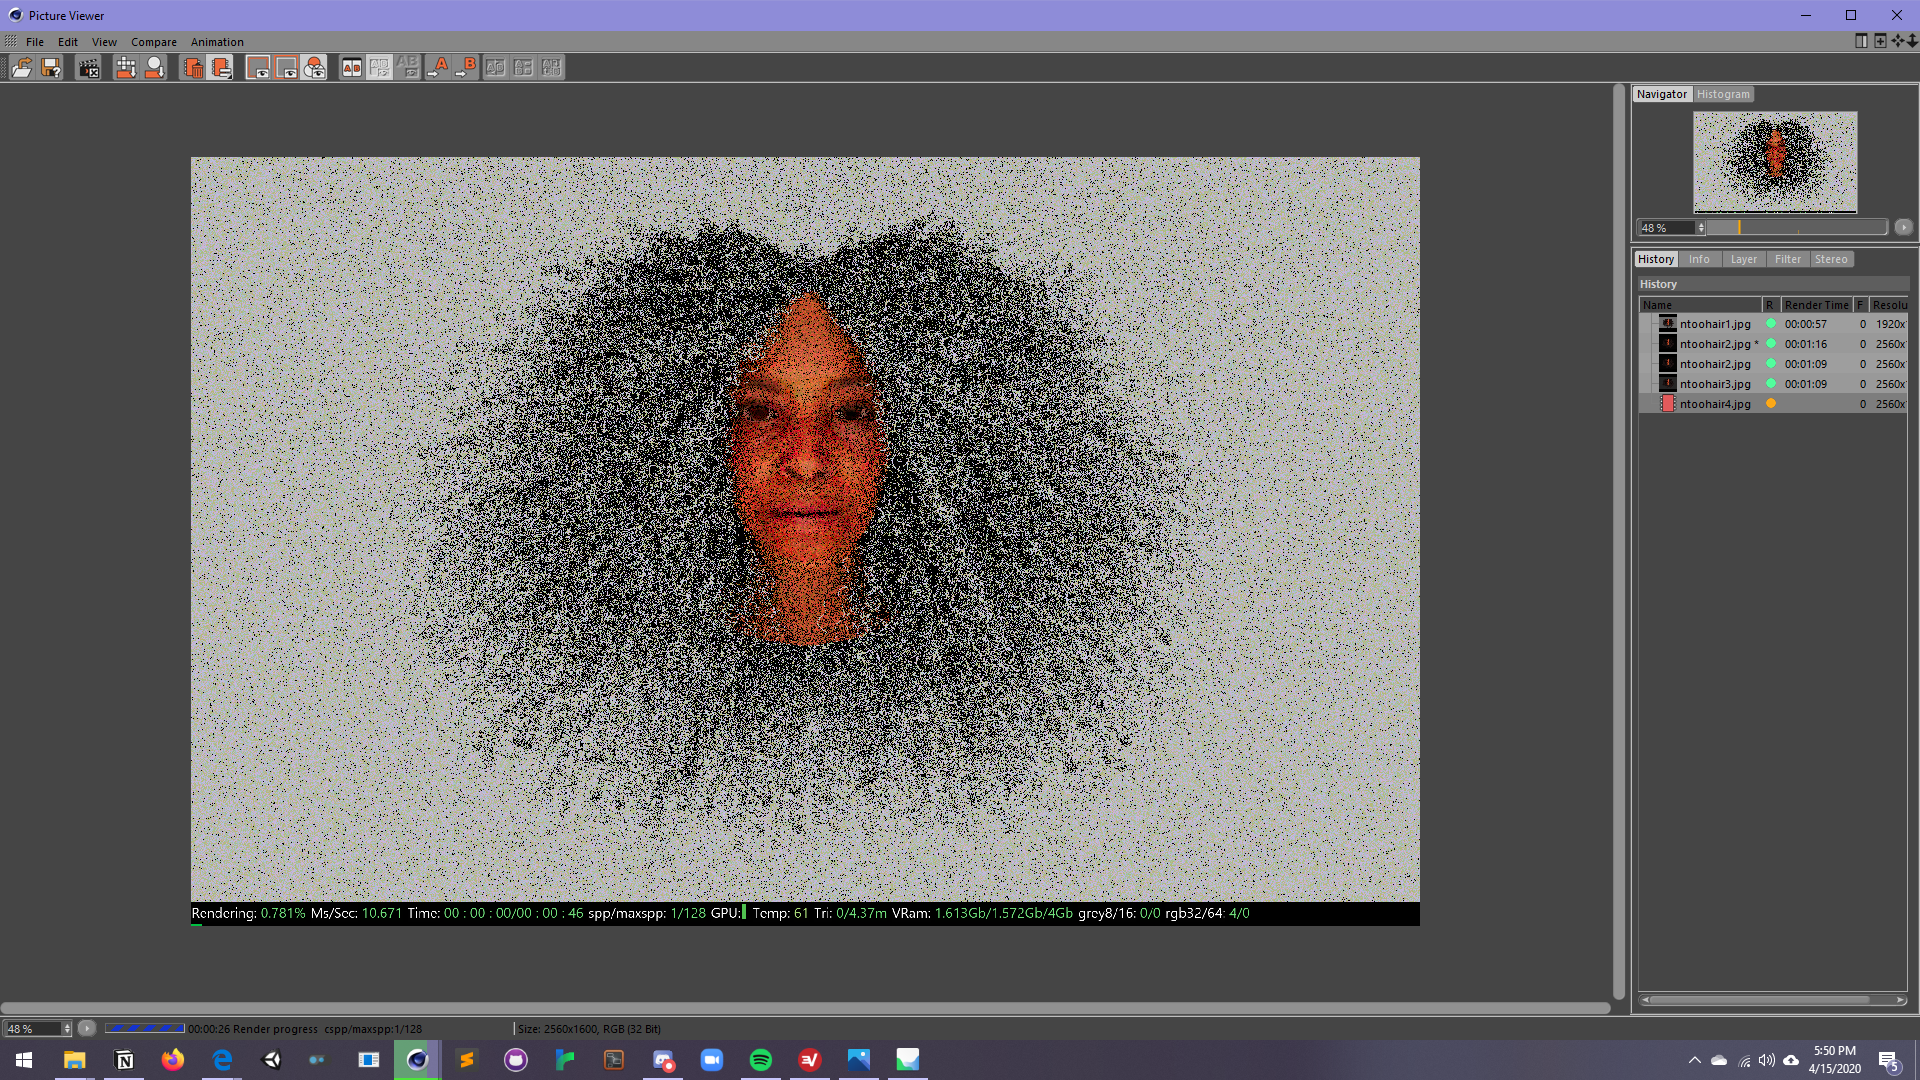 Picture Viewer
File Edit View Compare Animation
Navigator Histogram
48 %
History Info Layer Filter Stereo
History
Name R Render Time F Resolu
ntoohair1.jpg 00:00:57 0 1920x
ntoohair2.jpg * 00:01:16 0 2560x
ntoohair2.jpg 00:01:09 0 2560x
ntoohair3.jpg 00:01:09 0 2560x
ntoohair4.jpg 0 2560x
Rendering: 0.781% Ms/Sec: 10.671 Time: 00 : 00 : 00/00 : 00 : 46 spp/maxspp: 1/128 GPU: Temp: 61 Tri: 0/4.37m VRam: 1.613Gb/1.572Gb/4Gb grey8/16: 0/0 rgb32/64: 4/0
48 % 00:00:26 Render progress cspp/maxspp:1/128 Size: 2560x1600, RGB (32 Bit)
5:50 PM
4/15/2020
5